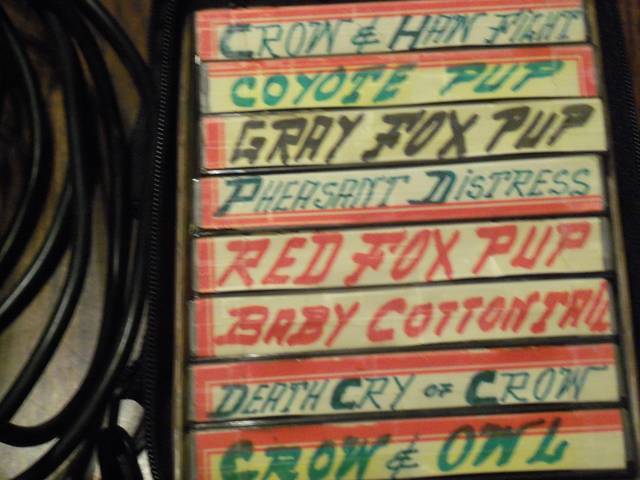 CROW & HAW FIGHT
COYOTE PUP
GRAY FOX PUP
PHEASANT DISTRESS
RED FOX PUP
BABY COTTONTAIL
DEATH CRY OF CROW
CROW & OWL